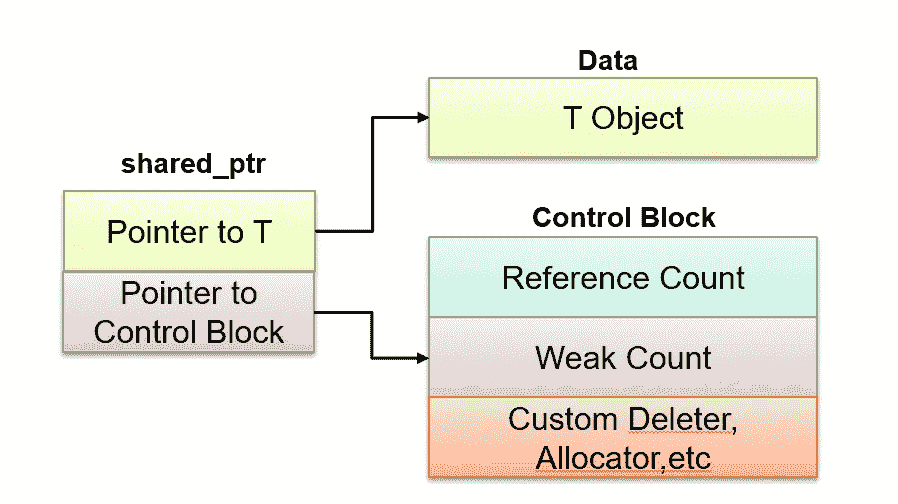 Data
T Object
shared_ptr
Pointer to T
Pointer to
Control Block
Control Block
Reference Count
Weak Count
Custom Deleter,
Allocator,etc